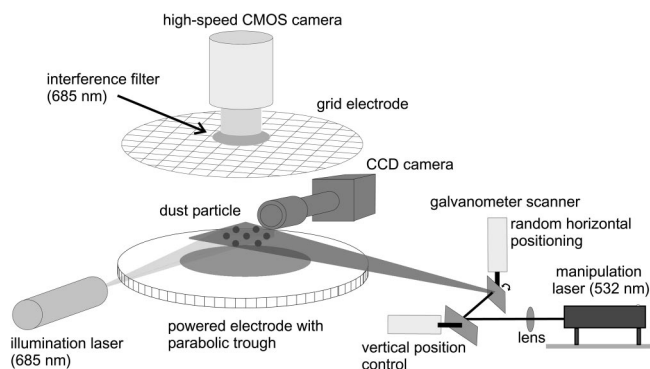 high-speed CMOS camera
interference filter
(685 nm)
grid electrode
CCD camera
dust particle
galvanometer scanner
random horizontal
positioning
manipulation
laser (532 nm)
illumination laser
(685 nm)
powered electrode with
parabolic trough
vertical position
control
lens